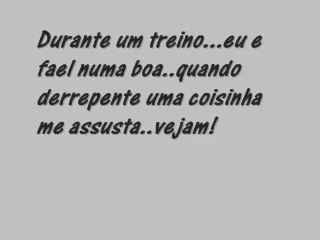 Durante um treino...eu e
fael numa boa..quando
derrepente uma coisinha
me assusta..vejam!